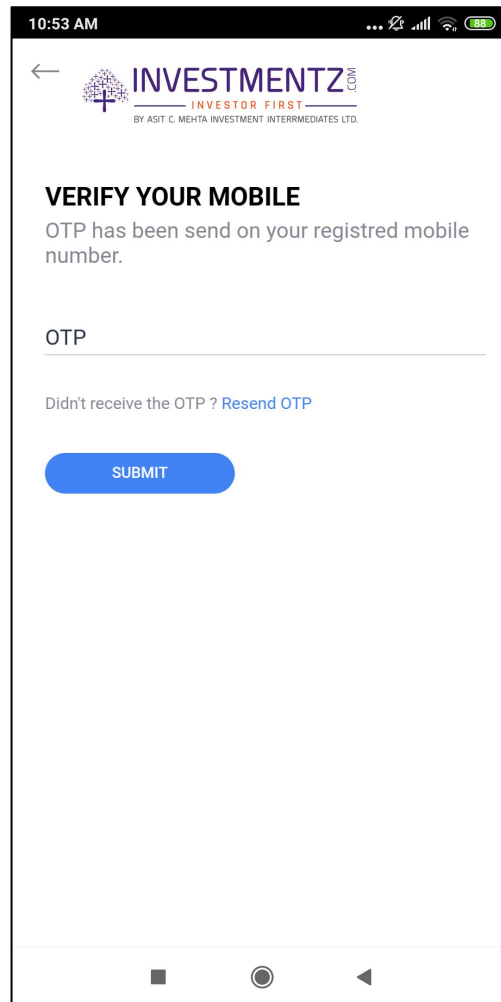 10:53 AM
88
INVESTMENTZ.COM
INVESTOR FIRST
BY ASIT C. MEHTA INVESTMENT INTERRMEDIATES LTD.
VERIFY YOUR MOBILE
OTP has been send on your registred mobile
number.
OTP
Didn't receive the OTP ? Resend OTP
SUBMIT